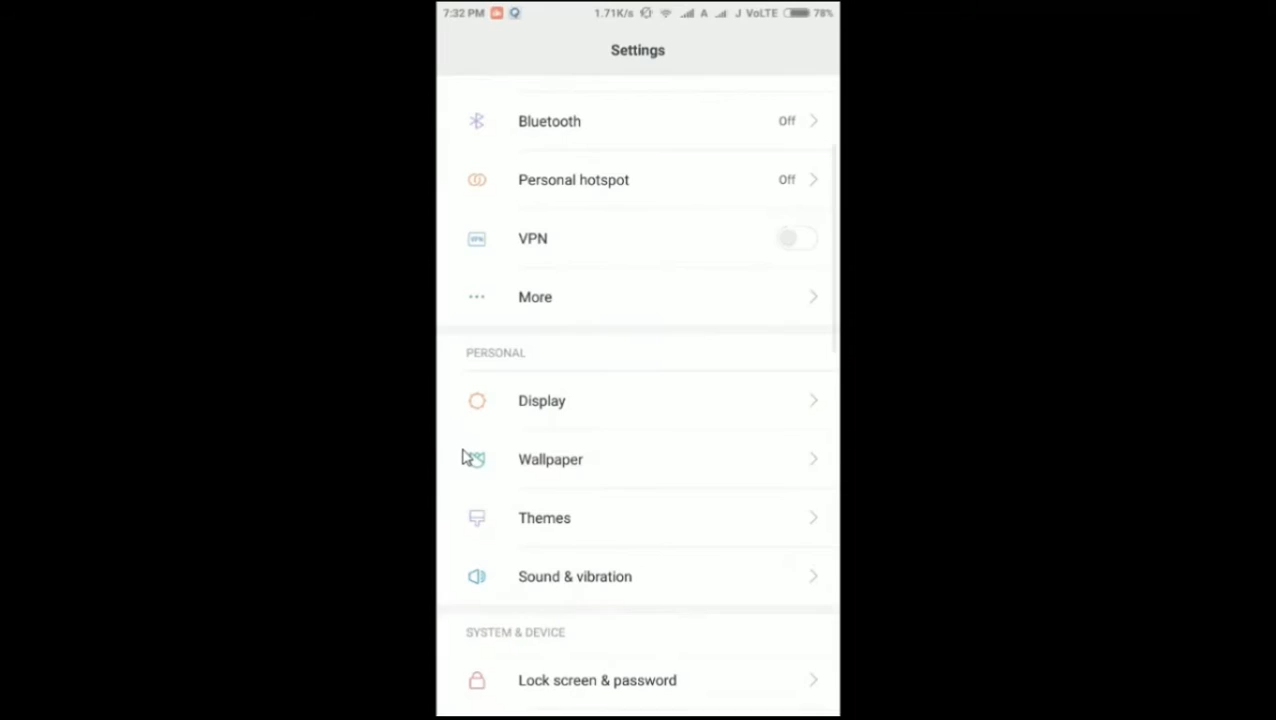 7:32 PM 1.71K/s A J VoLTE 78%
Settings
Bluetooth Off
Personal hotspot Off
VPN VPN
More
PERSONAL
Display
Wallpaper
Themes
Sound & vibration
SYSTEM & DEVICE
Lock screen & password